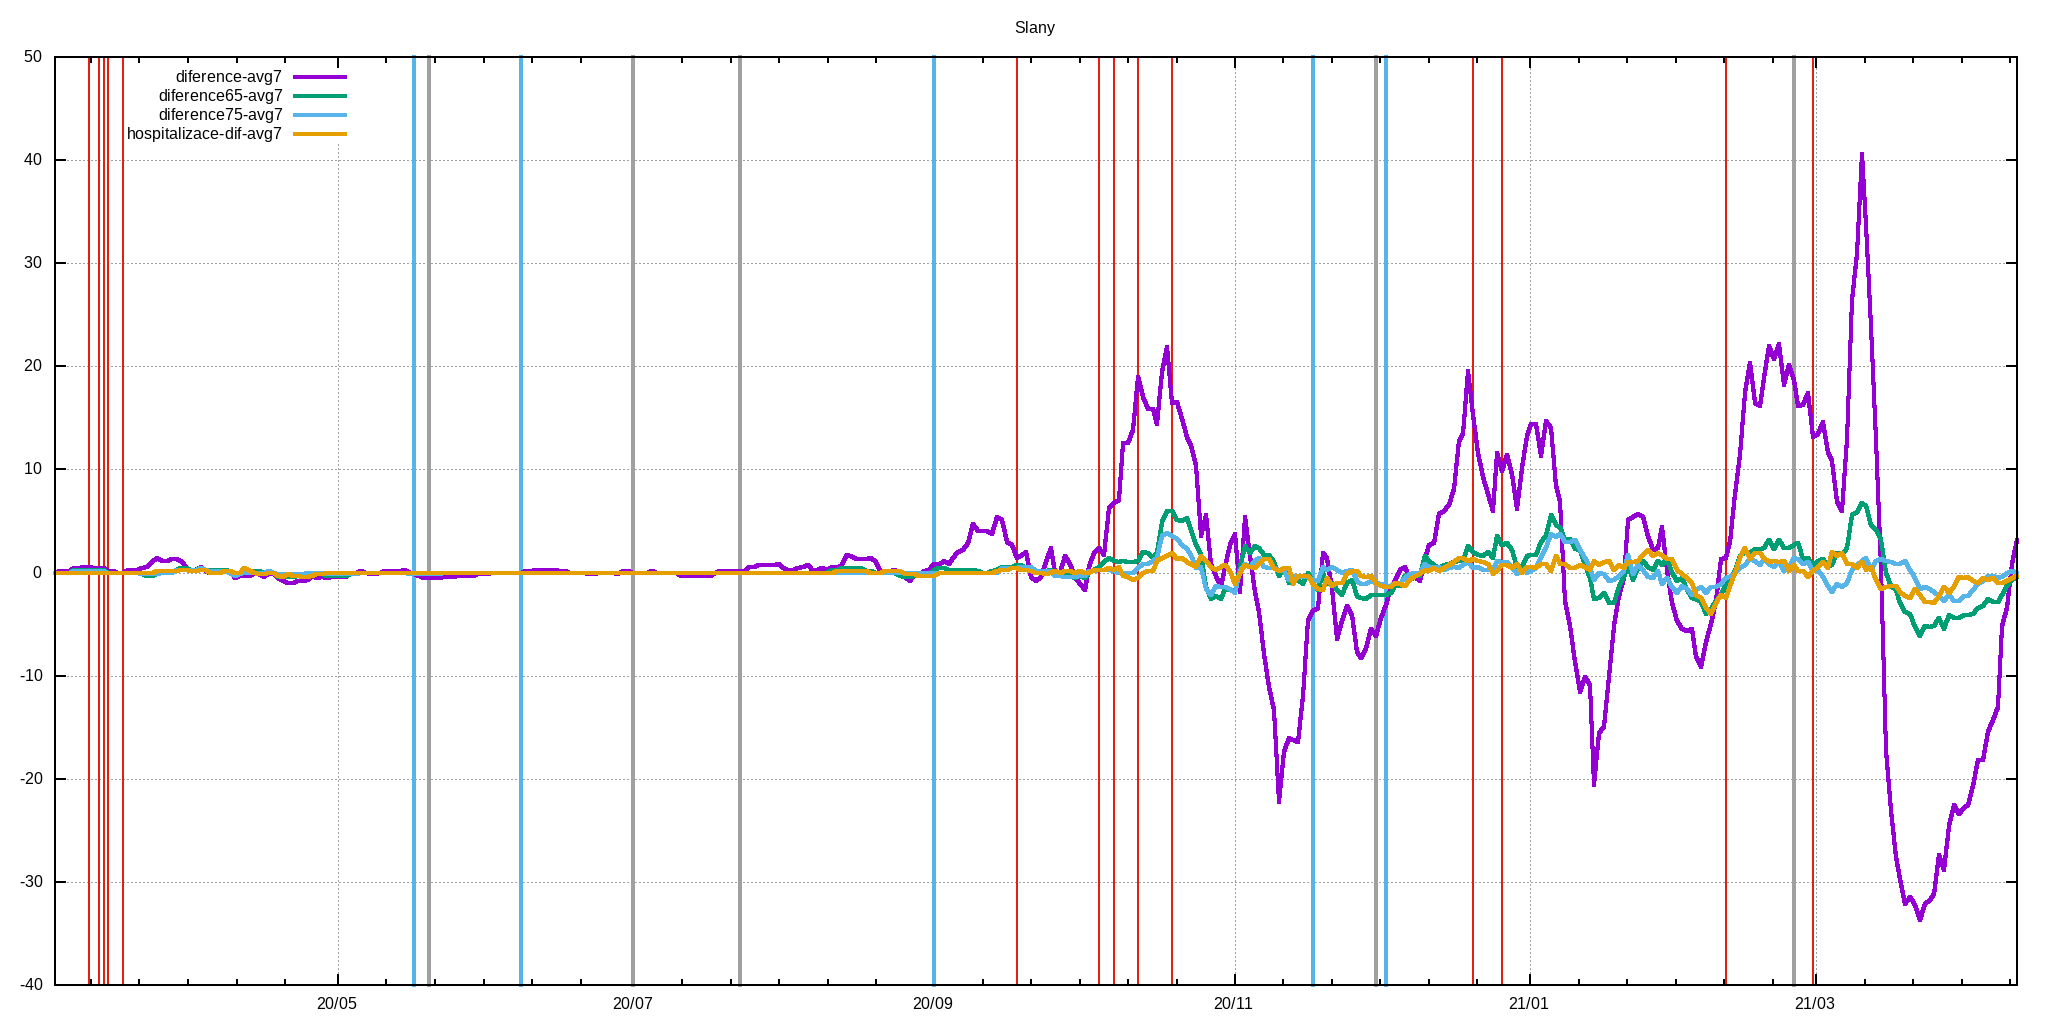 Slany
50
diference-avg7
diference65-avg7
diference75-avg7
hospitalizace-dif-avg7
40
30
20
10
0
-10
-20
-30
-40
20/05 20/07 20/09 20/11 21/01 21/03